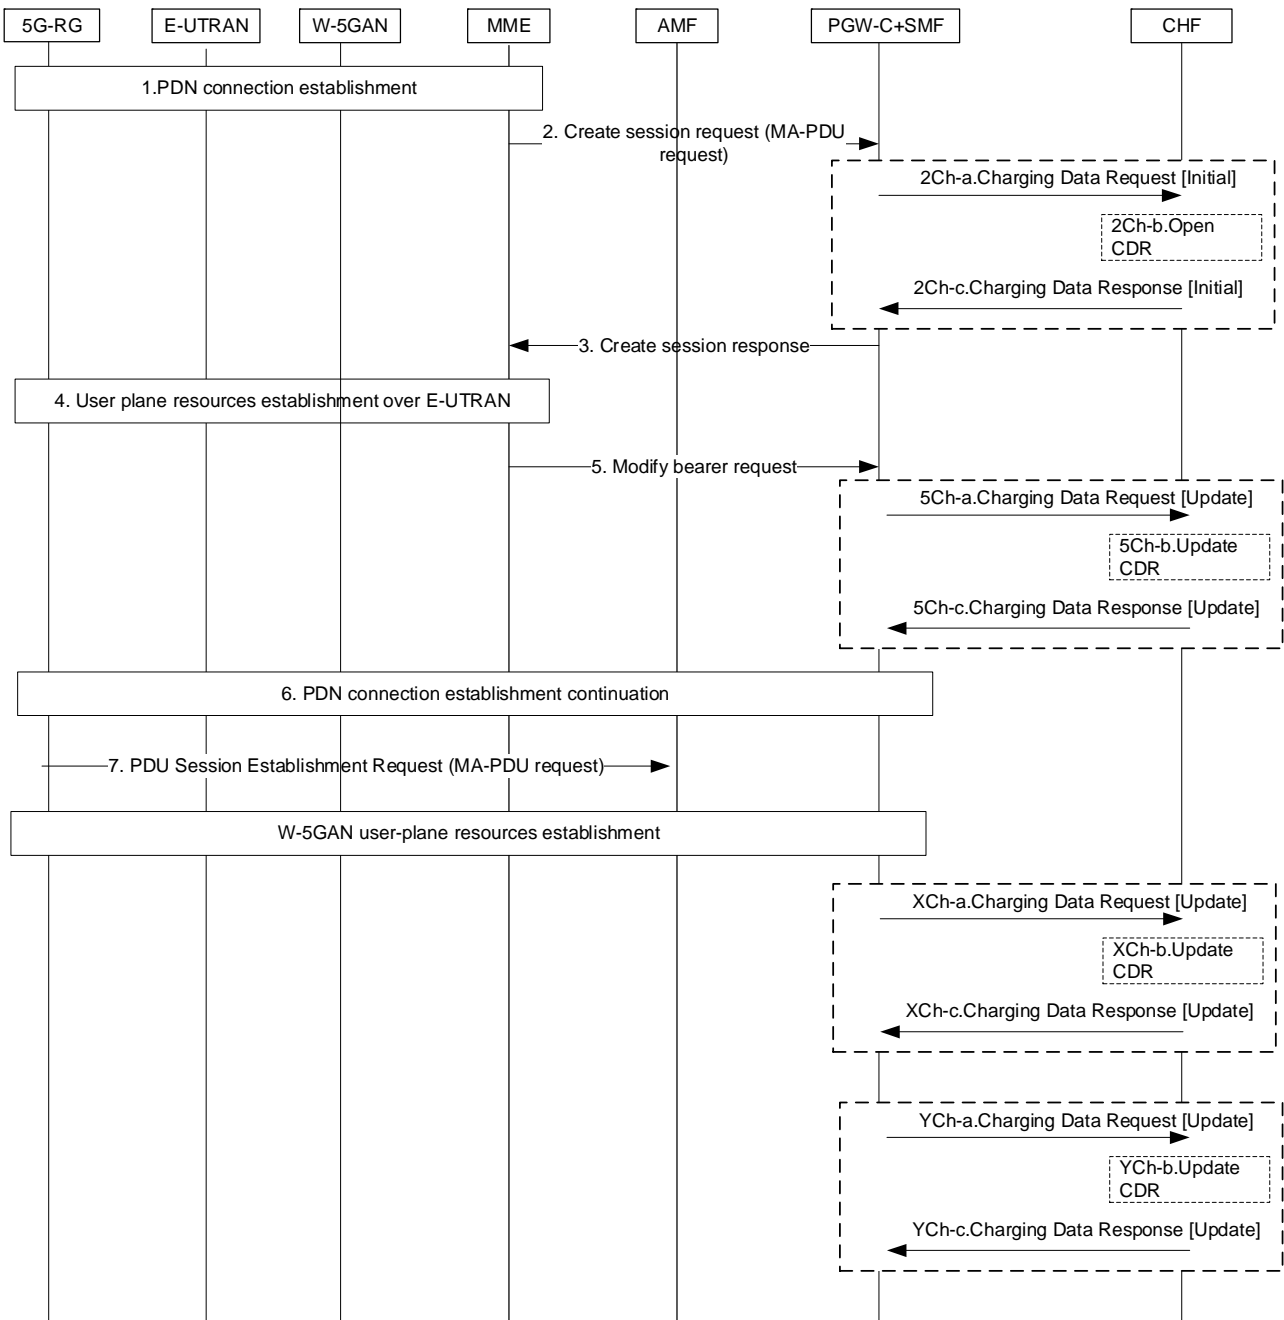 5G-RG
E-UTRAN
W-5GAN
MME
AMF
PGW-C+SMF
CHF
1.PDN connection establishment
2. Create session request (MA-PDU
request)
2Ch-a.Charging Data Request [Initial]
2Ch-b.Open
CDR
2Ch-c.Charging Data Response [Initial]
3. Create session response
4. User plane resources establishment over E-UTRAN
5. Modify bearer request
5Ch-a.Charging Data Request [Update]
5Ch-b.Update
CDR
5Ch-c.Charging Data Response [Update]
6. PDN connection establishment continuation
7. PDU Session Establishment Request (MA-PDU request)
W-5GAN user-plane resources establishment
XCh-a.Charging Data Request [Update]
XCh-b.Update
CDR
XCh-c.Charging Data Response [Update]
YCh-a.Charging Data Request [Update]
YCh-b.Update
CDR
YCh-c.Charging Data Response [Update]